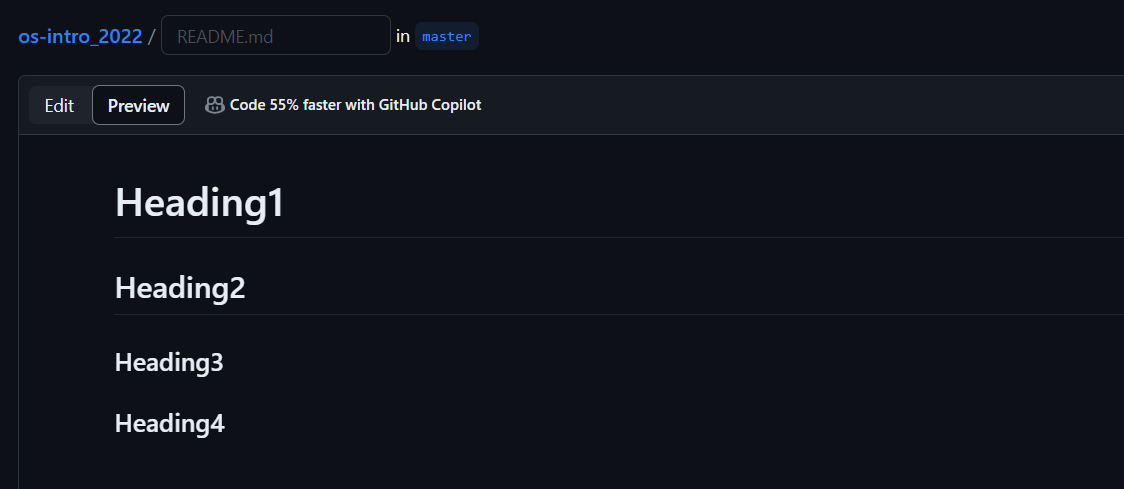 os-intro_2022 / README.md in master
Edit Preview Code 55% faster with GitHub Copilot
Heading1
Heading2
Heading3
Heading4